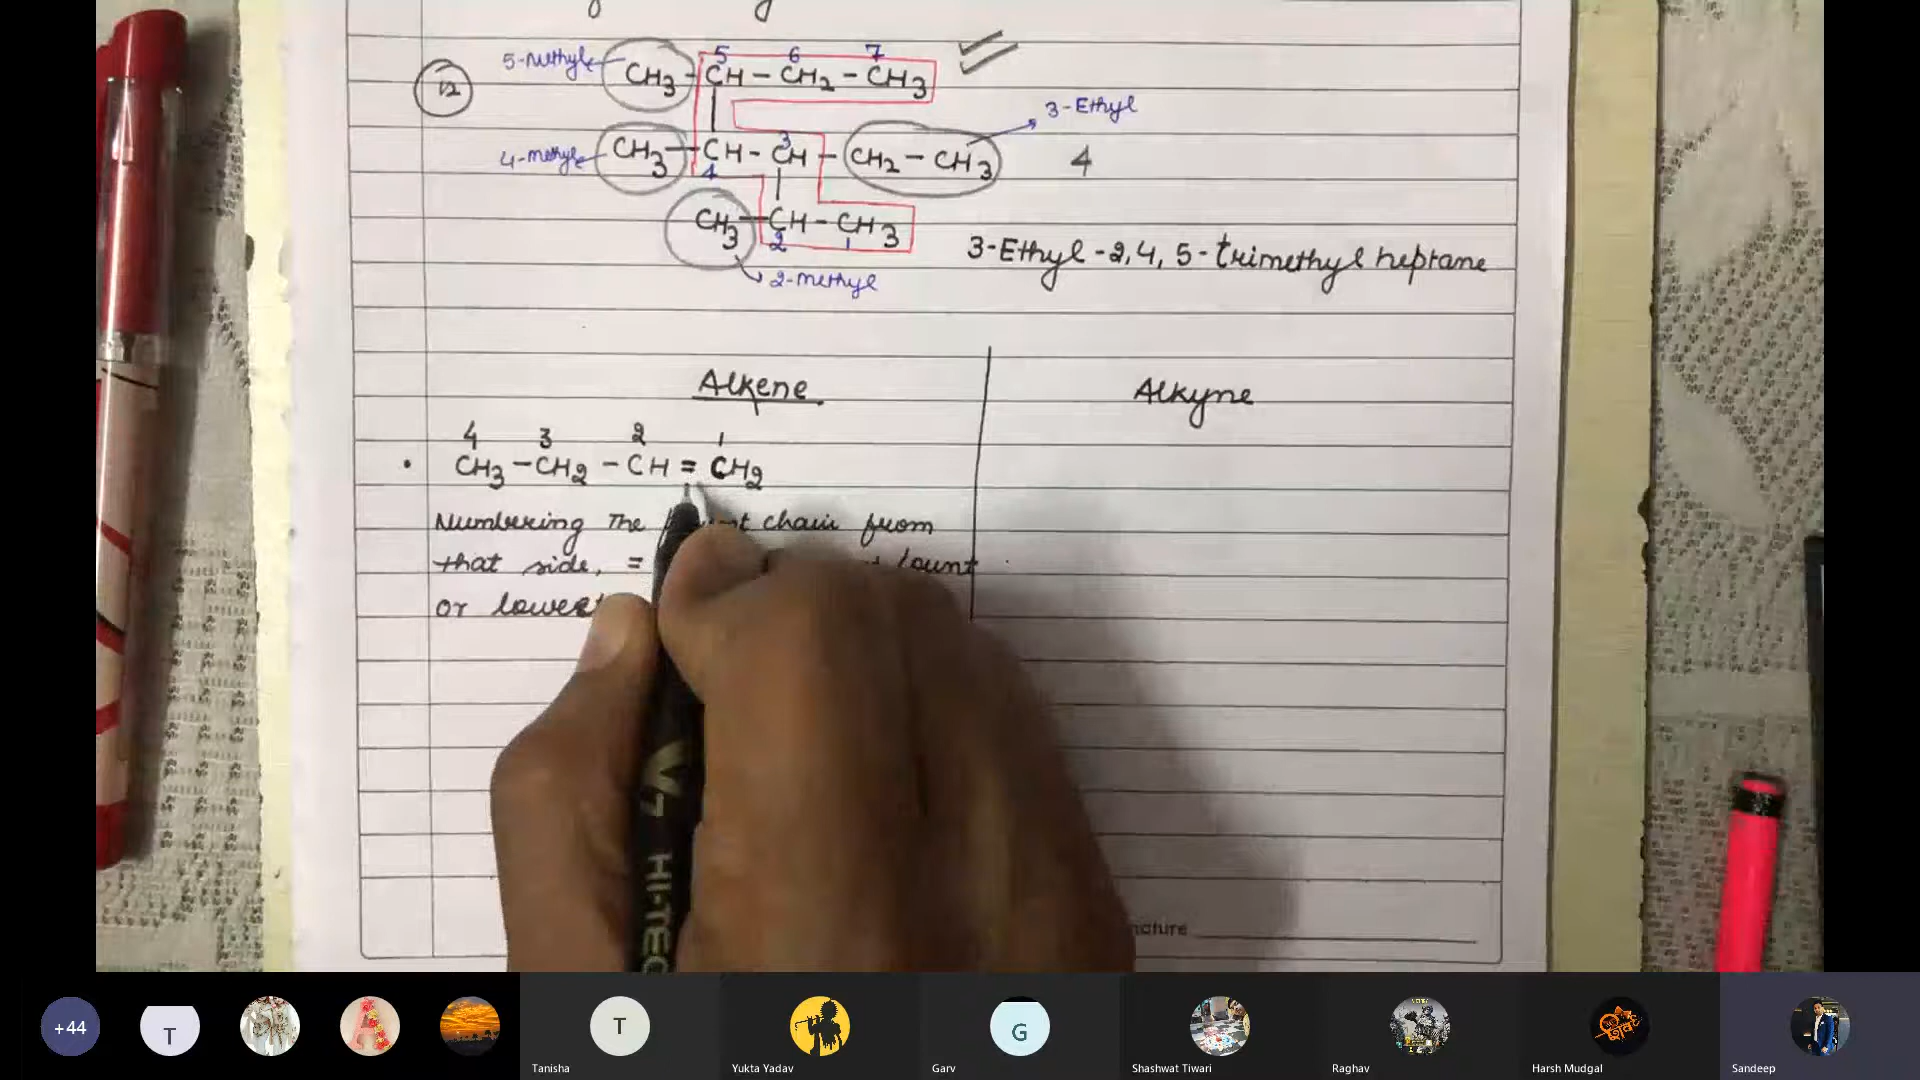 5-Methyl CH3 - CH - CH2 - CH3
5 6 7
12
3-Ethyl
4-methyl CH3 - CH - CH - CH2 - CH3 4
4 3
CH3 - CH - CH3
2 1
2-methyl
3-Ethyl-2,4,5-trimethyl heptane
Alkene
Alkyne
4 3 2 1
• CH3 - CH2 - CH = CH2
Numbering The chain from
that side, = count
or lowest
V7 HI-TEC
+44
T
A
T
G
Tanisha
Yukta Yadav
Garv
Shashwat Tiwari
Raghav
Harsh Mudgal
Sandeep